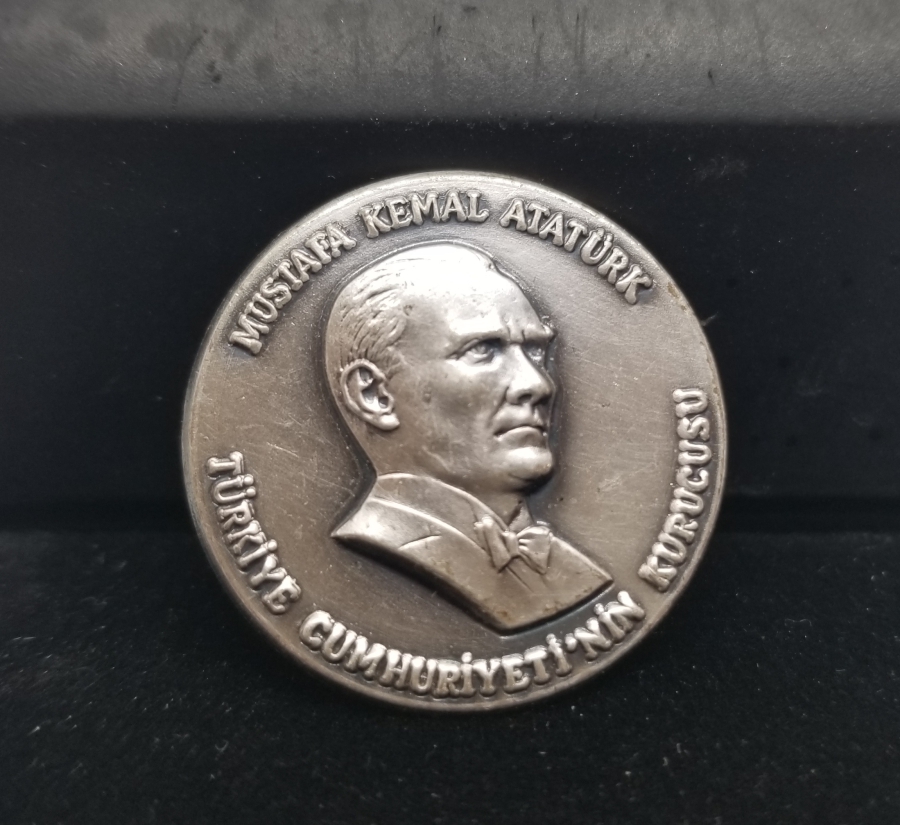 MUSTAFA KEMAL ATATÜRK
TÜRKİYE CUMHURİYETİ'NİN KURUCUSU